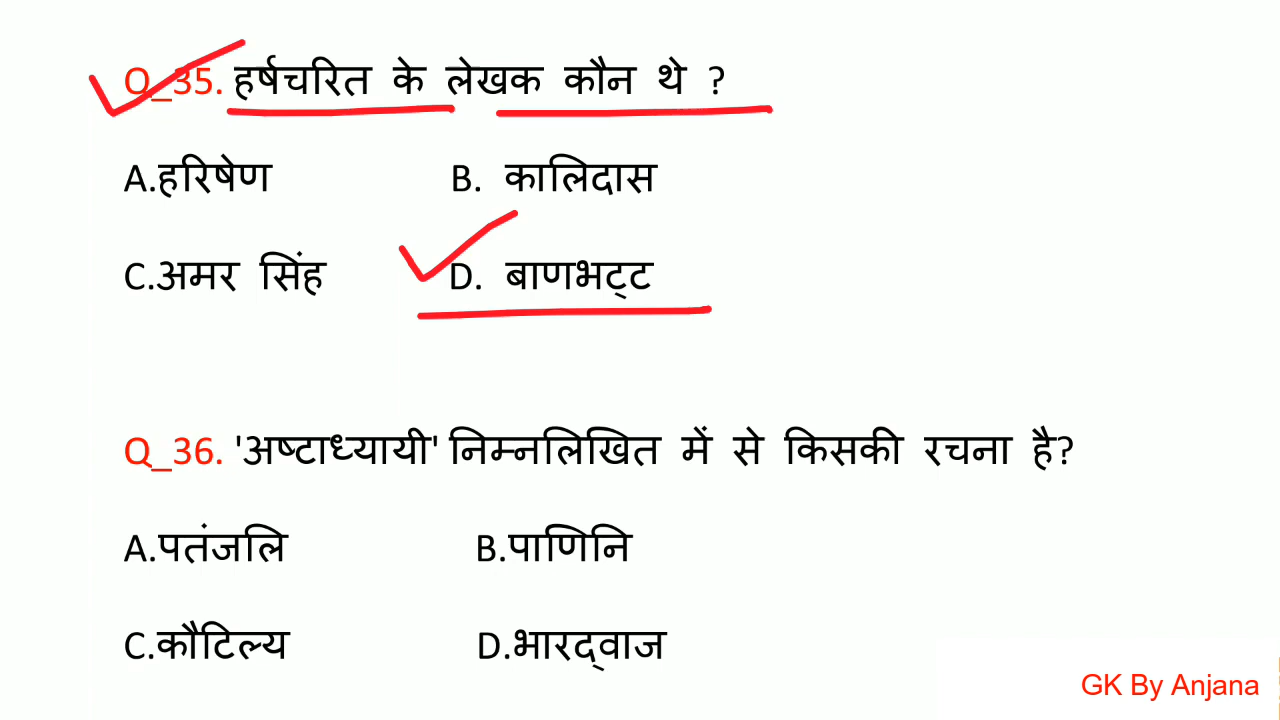 Q_35. हर्षचरित के लेखक कौन थे ?
A.हरिषेण B. कालिदास
C.अमर सिंह D. बाणभट्ट
Q_36. 'अष्टाध्यायी' निम्नलिखित में से किसकी रचना है?
A.पतंजलि B.पाणिनि
C.कौटिल्य D.भारद्वाज
GK By Anjana